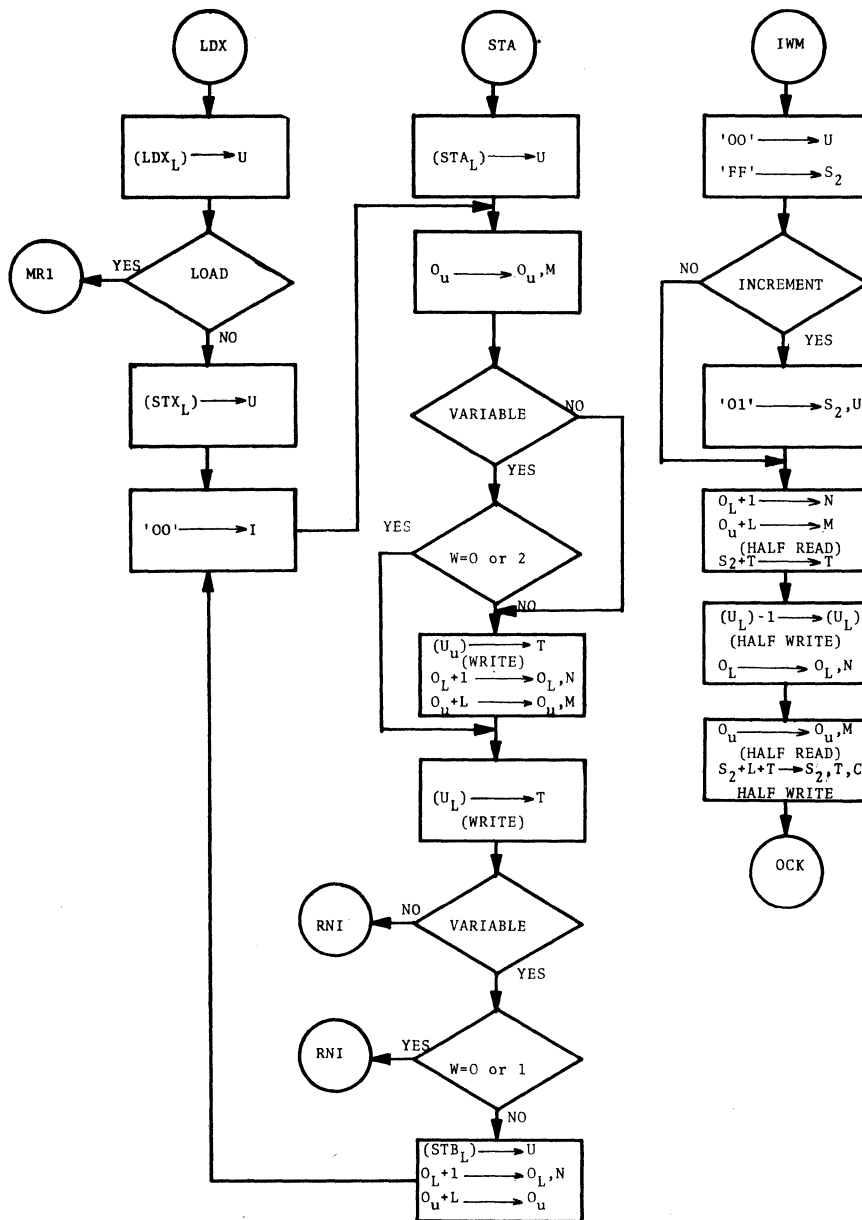 LDX
(LDX_L) ⟶ U
LOAD
YES
MR1
NO
(STX_L) ⟶ U
'00' ⟶ I
STA
(STA_L) ⟶ U
O_u ⟶ O_u,M
VARIABLE
NO
YES
W=0 or 2
YES
NO
(U_u) ⟶ T
(WRITE)
O_L+1 ⟶ O_L,N
O_u+L ⟶ O_u,M
(U_L) ⟶ T
(WRITE)
VARIABLE
NO
RNI
YES
W=0 or 1
YES
RNI
NO
(STB_L) ⟶ U
O_L+1 ⟶ O_L,N
O_u+L ⟶ O_u
IWM
'00' ⟶ U
'FF' ⟶ S_2
INCREMENT
NO
YES
'01' ⟶ S_2,U
O_L+1 ⟶ N
O_u+L ⟶ M
(HALF READ)
S_2+T ⟶ T
(U_L)-1 ⟶ (U_L)
(HALF WRITE)
O_L ⟶ O_L,N
O_u ⟶ O_u,M
(HALF READ)
S_2+L+T ⟶ S_2,T,C
HALF WRITE
OCK